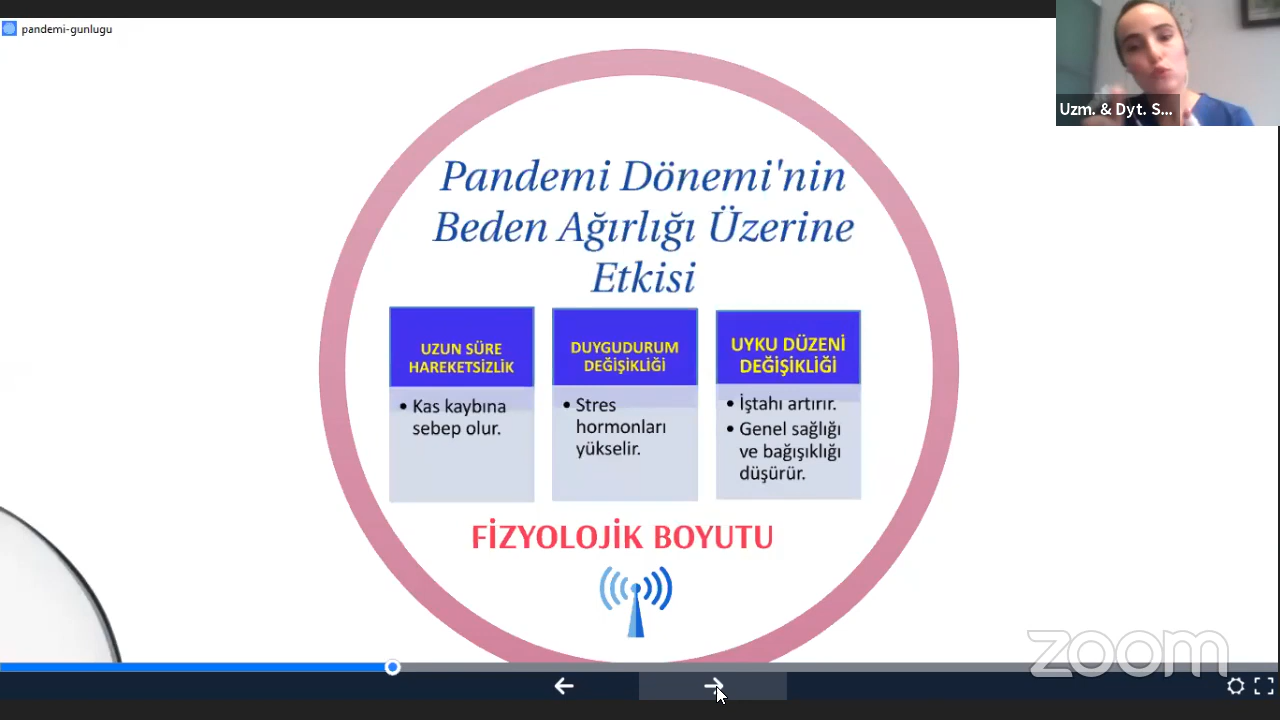 pandemi-gunlugu
Uzm. & Dyt. S...
Pandemi Dönemi'nin
Beden Ağırlığı Üzerine
Etkisi
UZUN SÜRE
HAREKETSİZLİK
• Kas kaybına
sebep olur.
DUYGUDURUM
DEĞİŞİKLİĞİ
• Stres
hormonları
yükselir.
UYKU DÜZENİ
DEĞİŞİKLİĞİ
• İştahı artırır.
• Genel sağlığı
ve bağışıklığı
düşürür.
FİZYOLOJİK BOYUTU
zoom